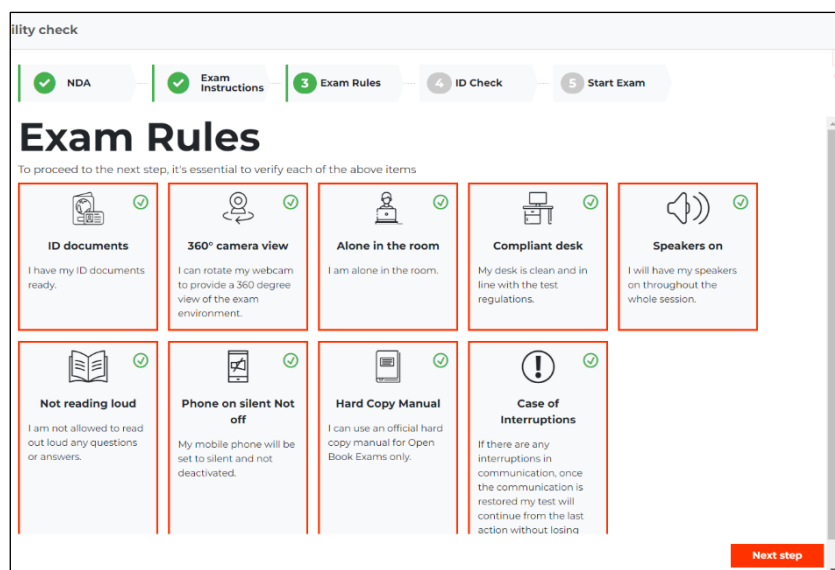 ility check
NDA
Exam
Instructions
3 Exam Rules
4 ID Check
5 Start Exam
Exam Rules
To proceed to the next step, it's essential to verify each of the above items
ID documents
I have my ID documents
ready.
360° camera view
I can rotate my webcam
to provide a 360 degree
view of the exam
environment.
Alone in the room
I am alone in the room.
Compliant desk
My desk is clean and in
line with the test
regulations.
Speakers on
I will have my speakers
on throughout the
whole session.
Not reading loud
I am not allowed to read
out loud any questions
or answers.
Phone on silent Not
off
My mobile phone will be
set to silent and not
deactivated.
Hard Copy Manual
I can use an official hard
copy manual for Open
Book Exams only.
Case of
Interruptions
If there are any
interruptions in
communication, once
the communication is
restored my test will
continue from the last
action without losing
Next step